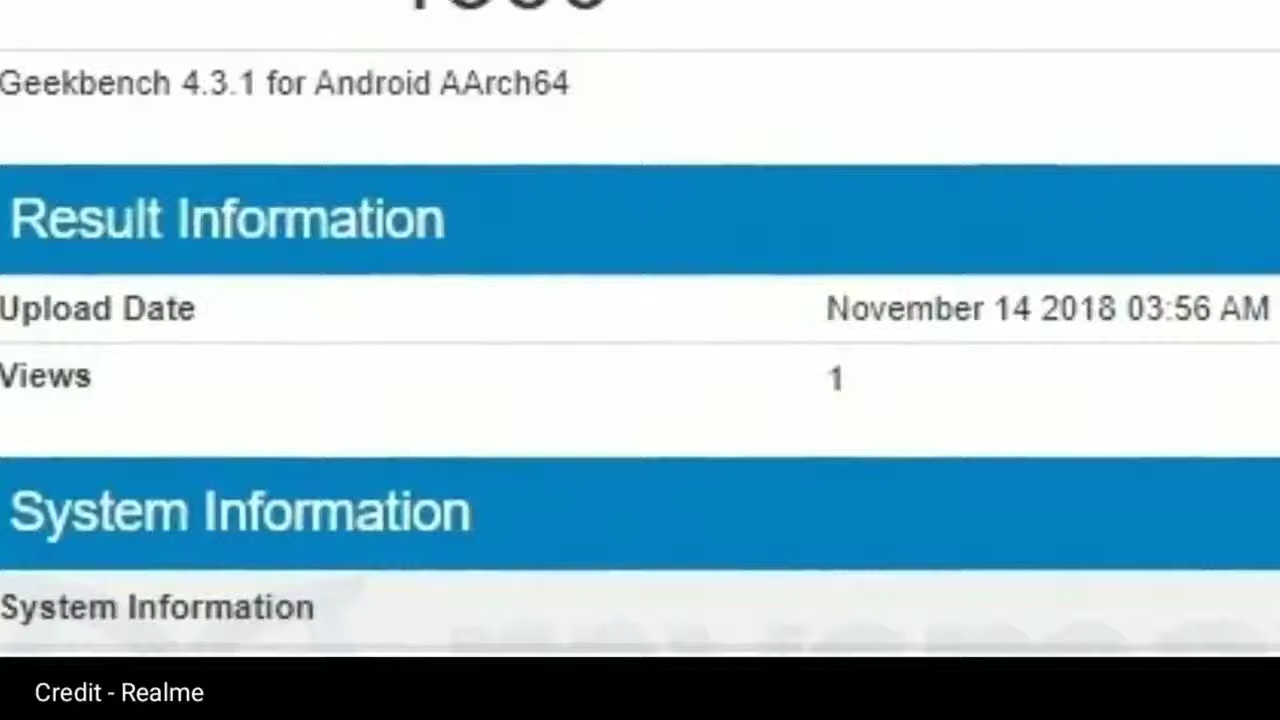 Geekbench 4.3.1 for Android AArch64
Result Information
Upload Date November 14 2018 03:56 AM
Views 1
System Information
System Information
Credit - Realme